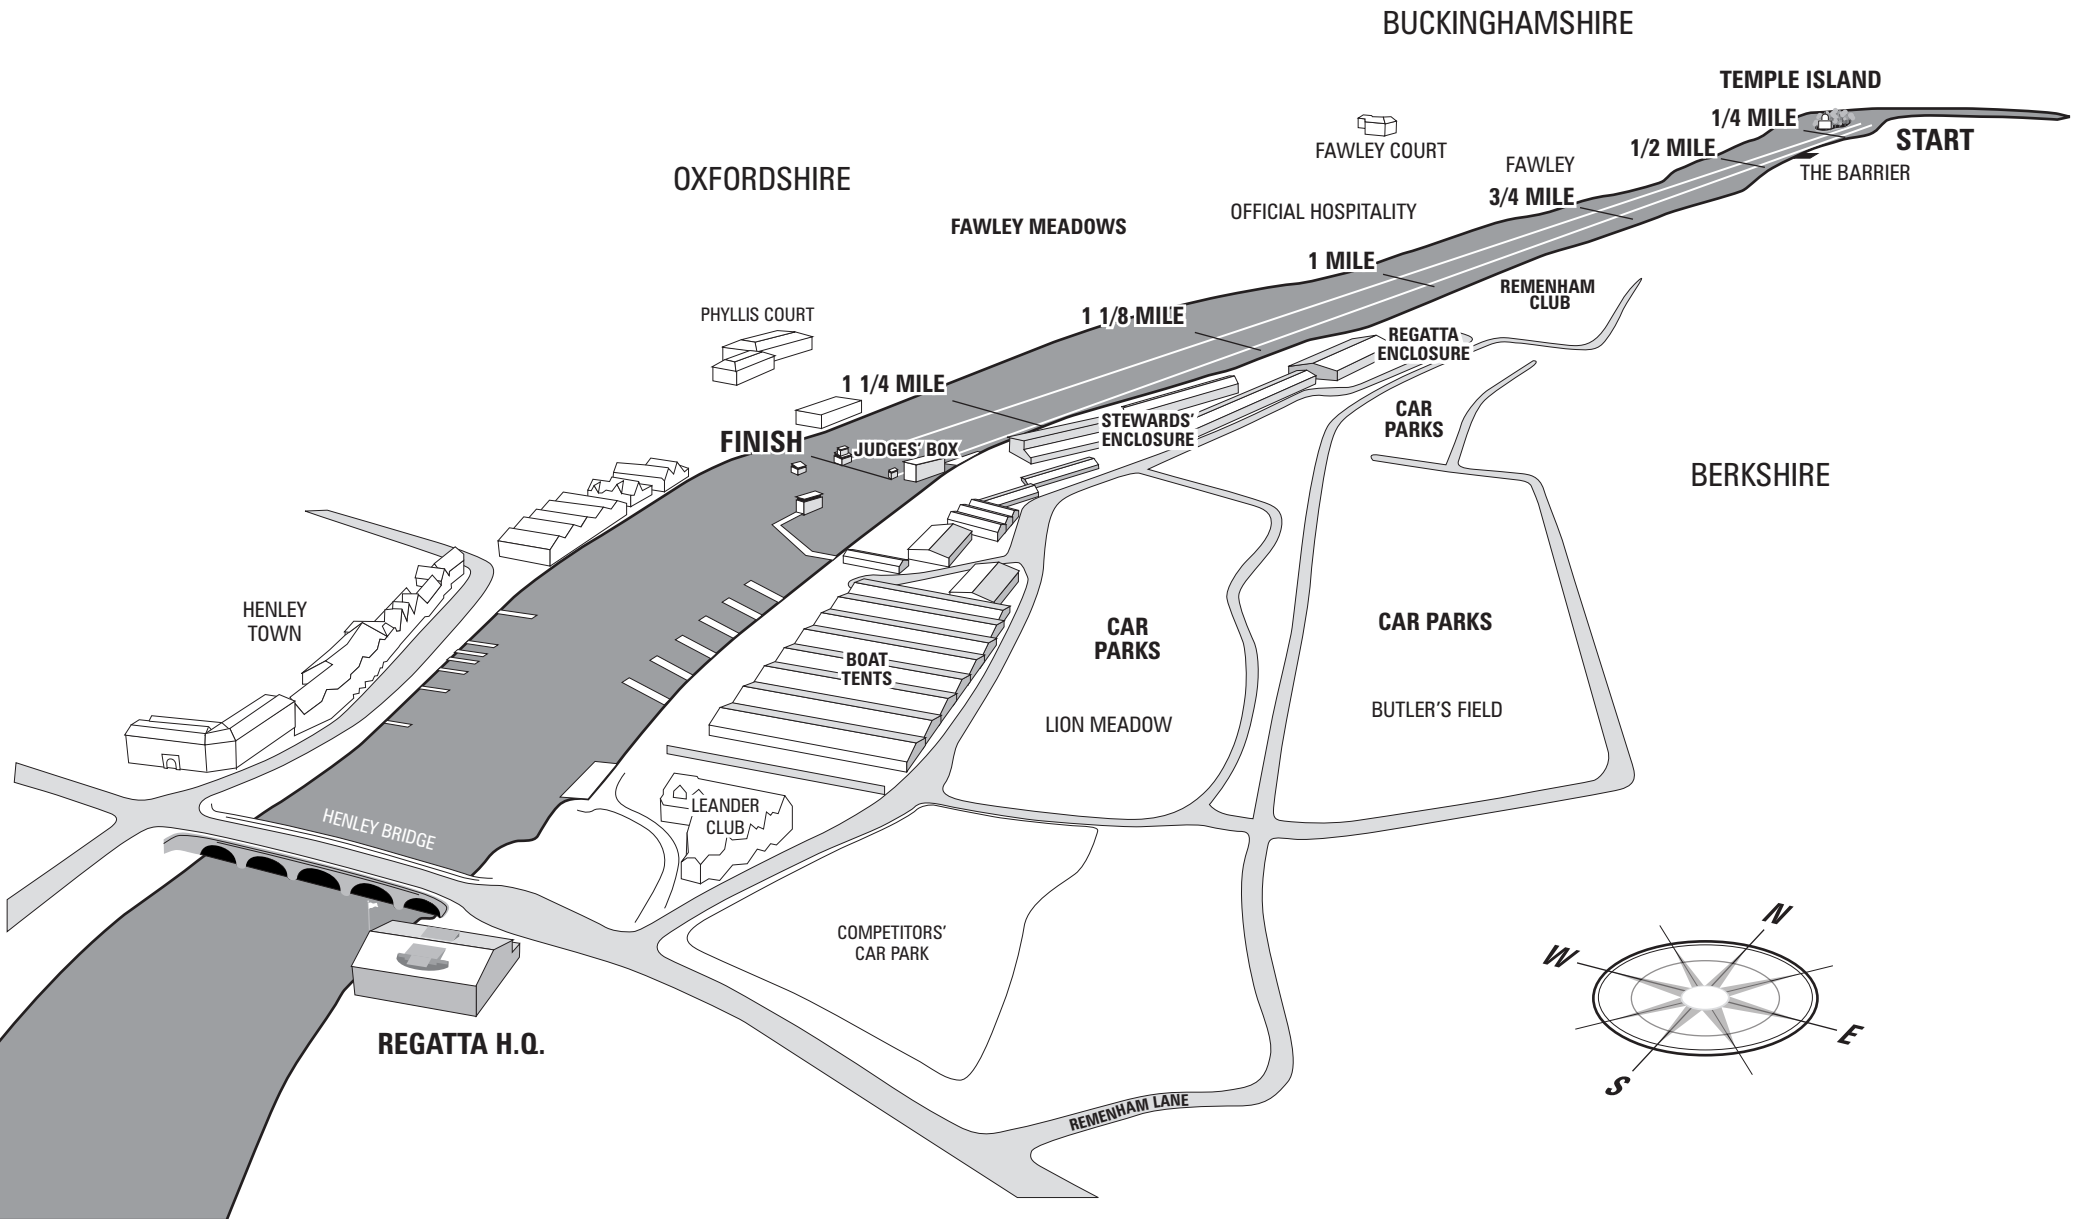 BUCKINGHAMSHIRE
TEMPLE ISLAND
1/4 MILE
START
1/2 MILE
THE BARRIER
FAWLEY COURT
FAWLEY
3/4 MILE
OXFORDSHIRE
OFFICIAL HOSPITALITY
FAWLEY MEADOWS
1 MILE
REMENHAM
CLUB
PHYLLIS COURT
1 1/8 MILE
REGATTA
ENCLOSURE
1 1/4 MILE
CAR
PARKS
STEWARDS'
ENCLOSURE
FINISH
JUDGES' BOX
BERKSHIRE
HENLEY
TOWN
CAR
PARKS
CAR PARKS
BOAT
TENTS
LION MEADOW
BUTLER'S FIELD
LEANDER
CLUB
HENLEY BRIDGE
COMPETITORS'
CAR PARK
N
W
E
S
REGATTA H.Q.
REMENHAM LANE